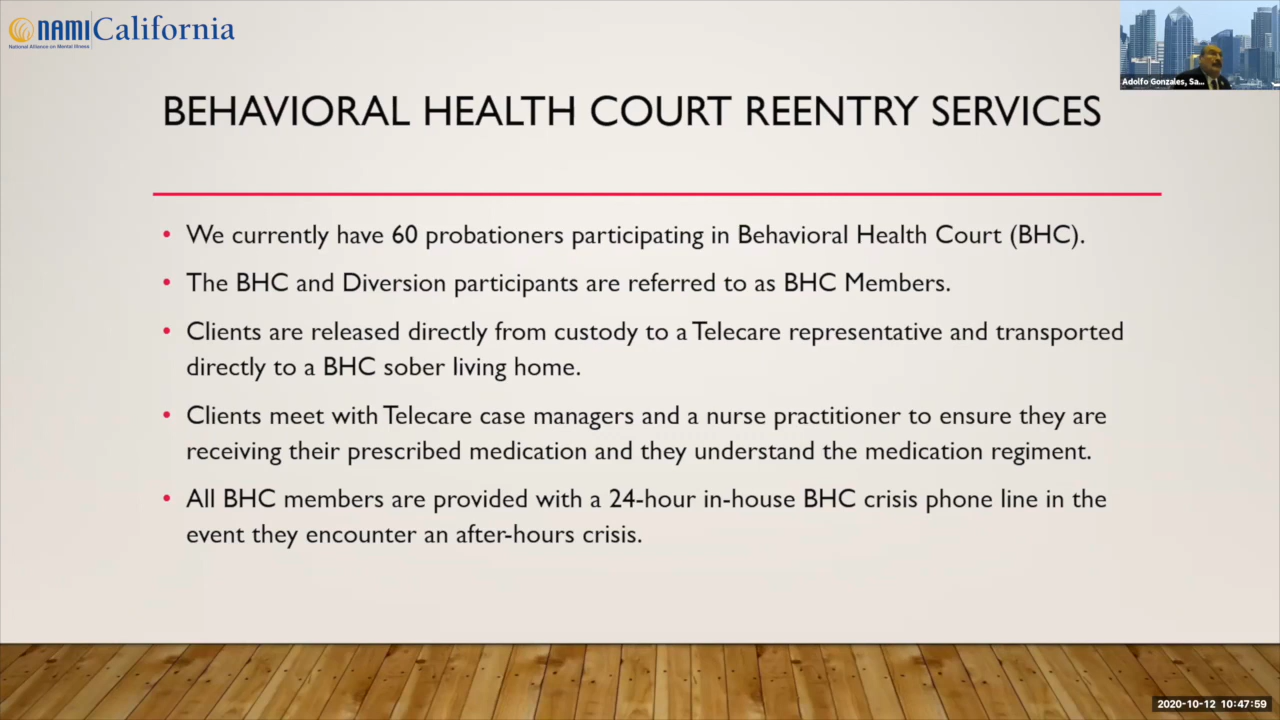 NAMI California
National Alliance on Mental Illness
Adolfo Gonzales, Sa...
BEHAVIORAL HEALTH COURT REENTRY SERVICES
• We currently have 60 probationers participating in Behavioral Health Court (BHC).
• The BHC and Diversion participants are referred to as BHC Members.
• Clients are released directly from custody to a Telecare representative and transported
directly to a BHC sober living home.
• Clients meet with Telecare case managers and a nurse practitioner to ensure they are
receiving their prescribed medication and they understand the medication regiment.
• All BHC members are provided with a 24-hour in-house BHC crisis phone line in the
event they encounter an after-hours crisis.
2020-10-12 10:47:59